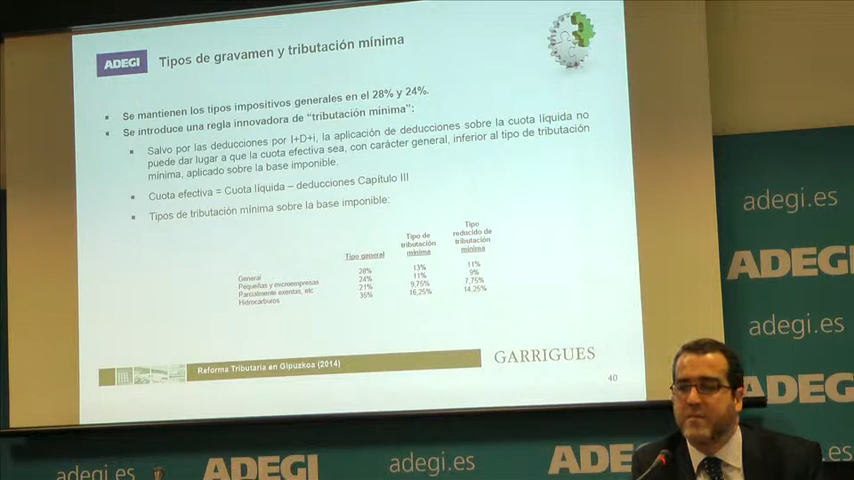 ADEGI
Tipos de gravamen y tributación mínima
Se mantienen los tipos impositivos generales en el 28% y 24%.
Se introduce una regla innovadora de "tributación mínima":
Salvo por las deducciones por I+D+i, la aplicación de deducciones sobre la cuota líquida no
puede dar lugar a que la cuota efectiva sea, con carácter general, inferior al tipo de tributación
mínima, aplicado sobre la base imponible.
Cuota efectiva = Cuota líquida – deducciones Capítulo III
Tipos de tributación mínima sobre la base imponible:
Tipo general
Tipo de
tributación
mínima
Tipo
reducido de
tributación
mínima
General 28% 13% 11%
Pequeñas y microempresas 24% 11% 9%
Parcialmente exentas, etc 21% 9,75% 7,75%
Hidrocarburos 35% 16,25% 14,25%
Reforma Tributaria en Gipuzkoa (2014)
GARRIGUES
40
adegi.es
ADEGI
adegi.es
ADEGI
.es
adegi.es
ADEGI
adegi.es
ADEGI